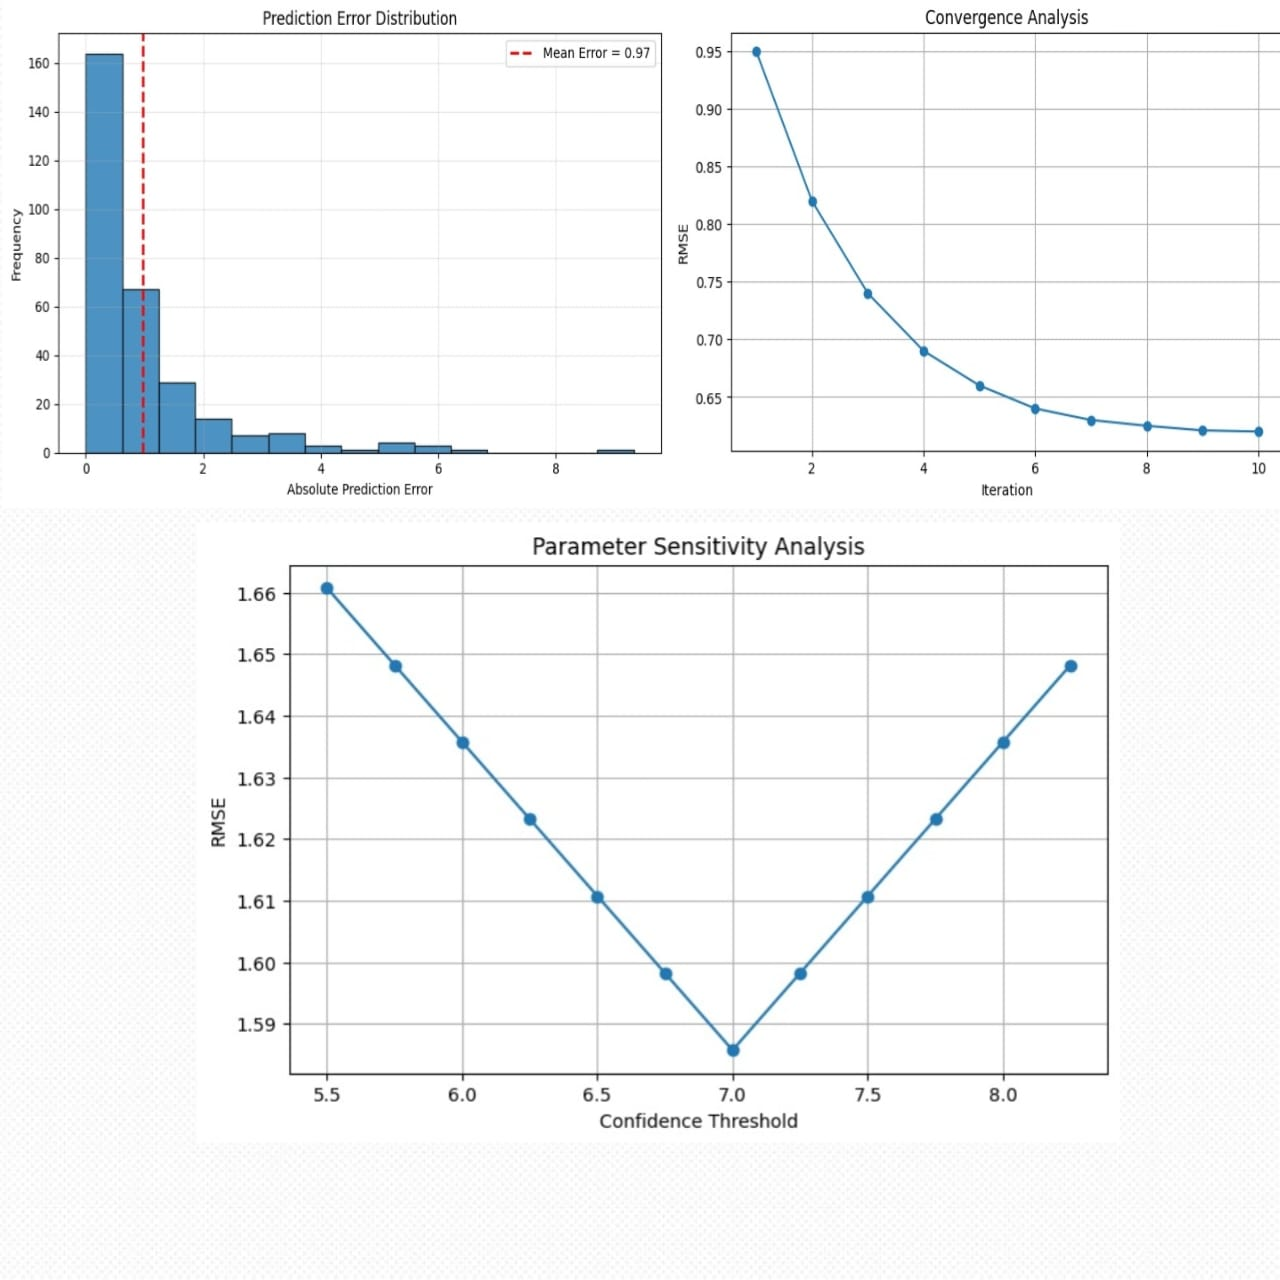 Prediction Error Distribution
Mean Error = 0.97
Frequency
160
140
120
100
80
60
40
20
0
0 2 4 6 8
Absolute Prediction Error
Convergence Analysis
RMSE
0.95
0.90
0.85
0.80
0.75
0.70
0.65
2 4 6 8 10
Iteration
Parameter Sensitivity Analysis
RMSE
1.66
1.65
1.64
1.63
1.62
1.61
1.60
1.59
5.5 6.0 6.5 7.0 7.5 8.0
Confidence Threshold